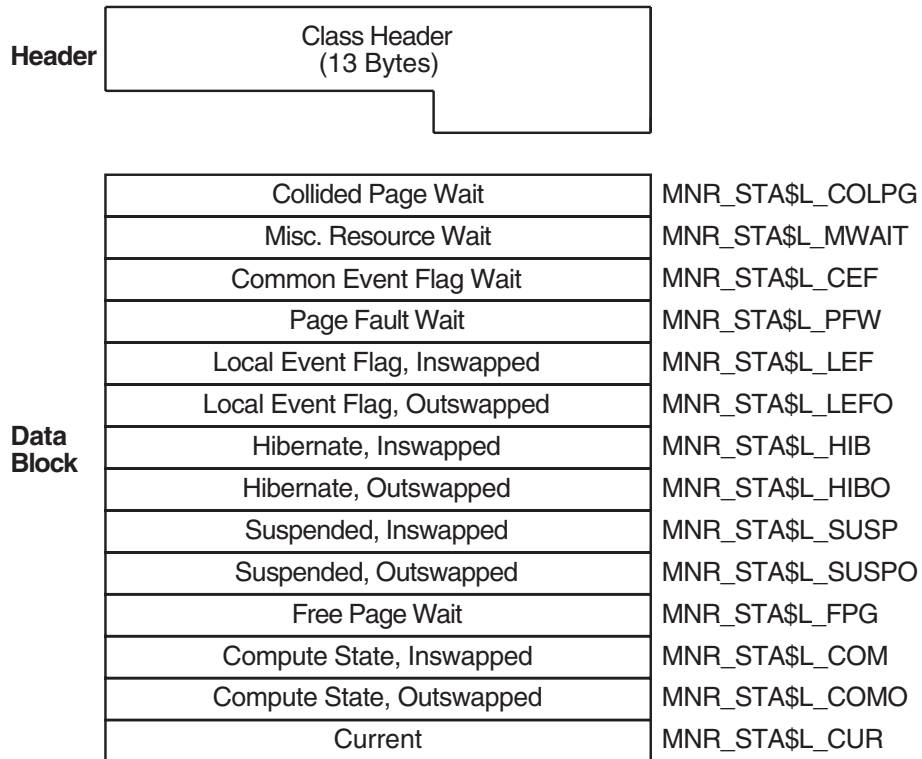 Header
Class Header
(13 Bytes)
Collided Page Wait MNR_STA$L_COLPG
Misc. Resource Wait MNR_STA$L_MWAIT
Common Event Flag Wait MNR_STA$L_CEF
Page Fault Wait MNR_STA$L_PFW
Local Event Flag, Inswapped MNR_STA$L_LEF
Local Event Flag, Outswapped MNR_STA$L_LEFO
Data
Block
Hibernate, Inswapped MNR_STA$L_HIB
Hibernate, Outswapped MNR_STA$L_HIBO
Suspended, Inswapped MNR_STA$L_SUSP
Suspended, Outswapped MNR_STA$L_SUSPO
Free Page Wait MNR_STA$L_FPG
Compute State, Inswapped MNR_STA$L_COM
Compute State, Outswapped MNR_STA$L_COMO
Current MNR_STA$L_CUR